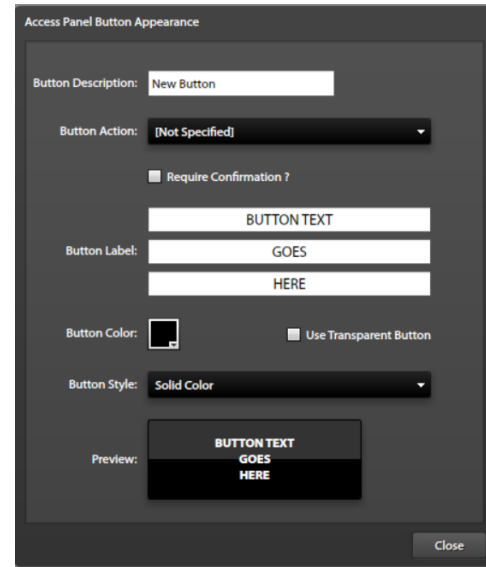 Access Panel Button Appearance
Button Description: New Button
Button Action: [Not Specified]
Require Confirmation ?
BUTTON TEXT
Button Label: GOES
HERE
Button Color: Use Transparent Button
Button Style: Solid Color
BUTTON TEXT
Preview: GOES
HERE
Close